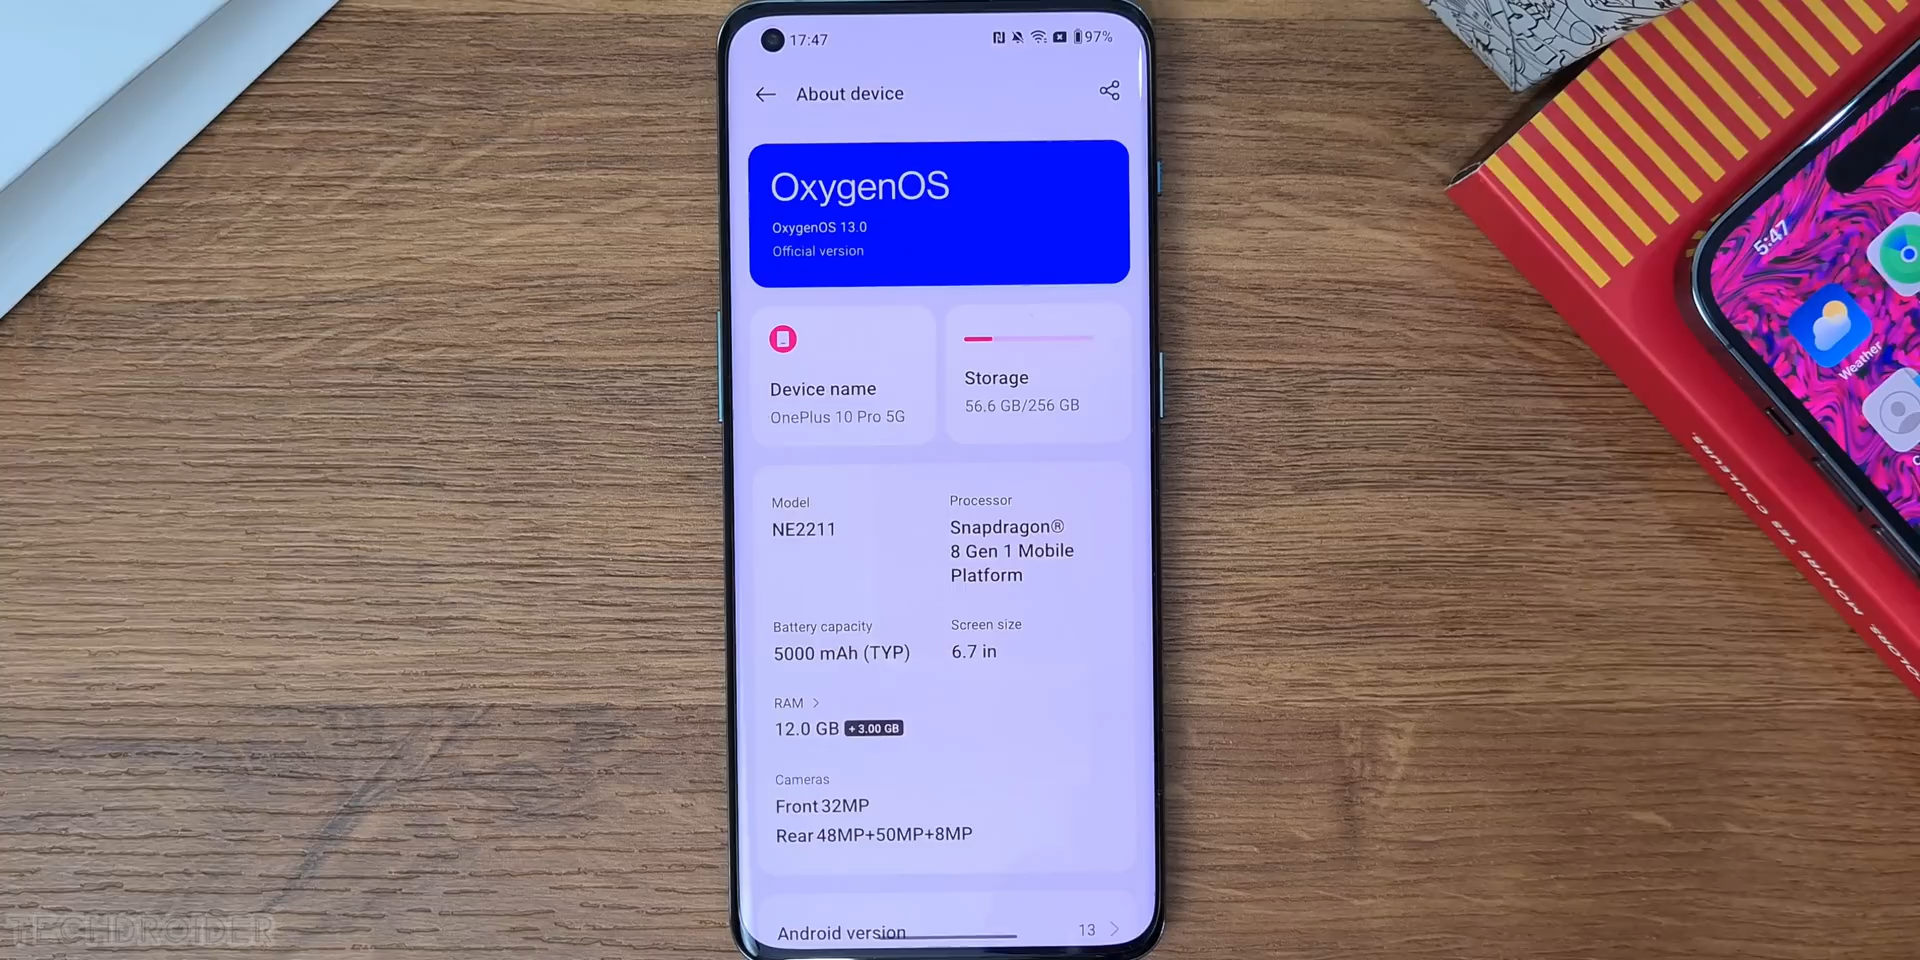 17:47
97%
About device
OxygenOS
OxygenOS 13.0
Official version
Device name
OnePlus 10 Pro 5G
Storage
56.6 GB/256 GB
Model
NE2211
Processor
Snapdragon®
8 Gen 1 Mobile
Platform
Battery capacity
5000 mAh (TYP)
Screen size
6.7 in
RAM >
12.0 GB +3.00 GB
Cameras
Front 32MP
Rear 48MP+50MP+8MP
Android version
13 >
5:47
Weather
MONTRE TES COULEURS.
TECHDROIDER